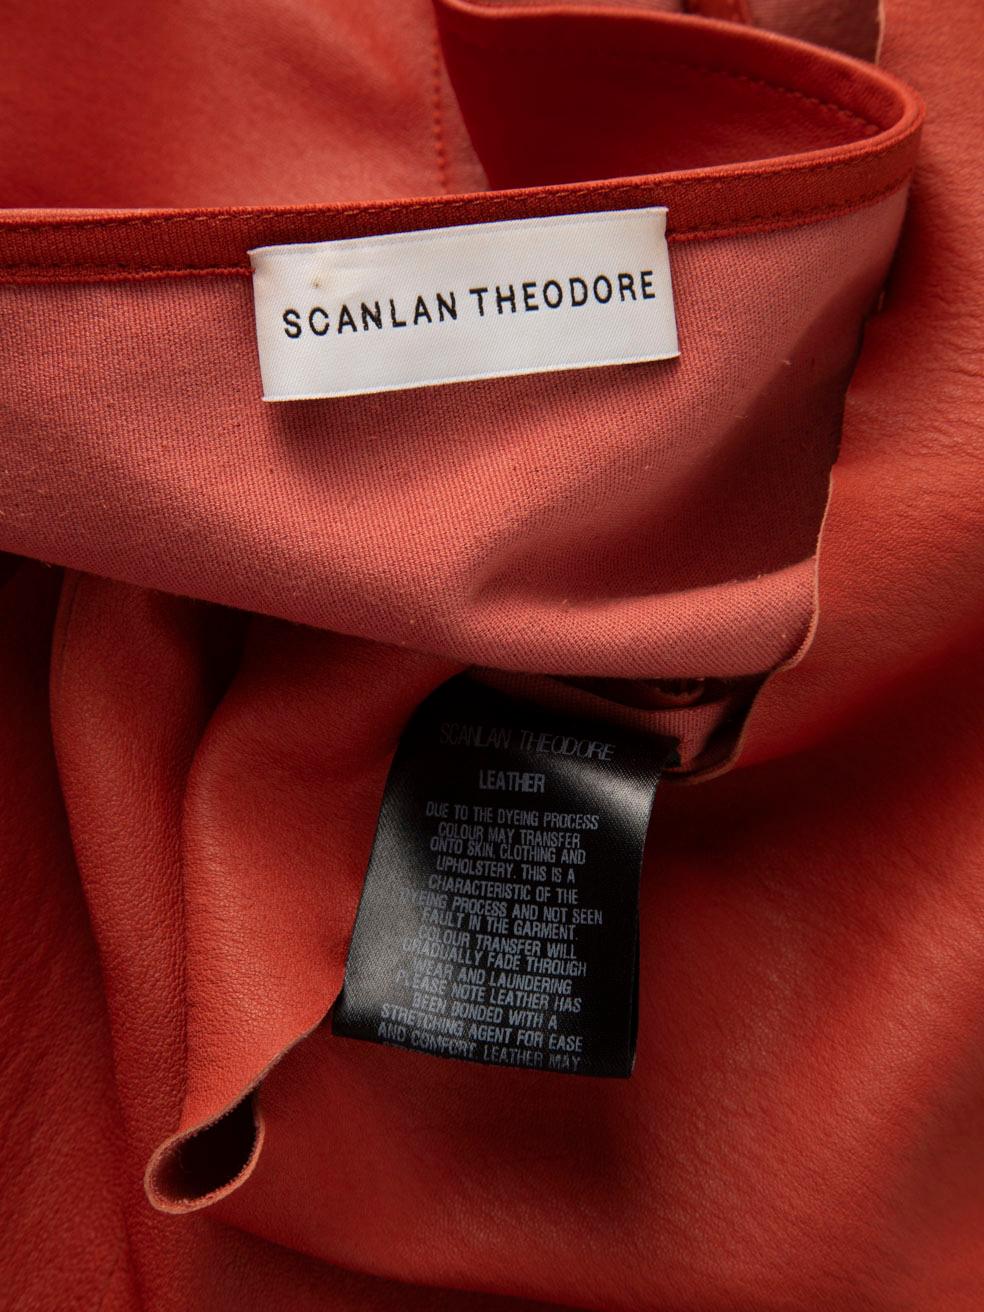 SCANLAN THEODORE
SCANLAN THEODORE
LEATHER
DUE TO THE DYEING PROCESS
COLOUR MAY TRANSFER
ONTO SKIN, CLOTHING AND
UPHOLSTERY. THIS IS A
CHARACTERISTIC OF THE
DYEING PROCESS AND NOT SEEN
FAULT IN THE GARMENT.
COLOUR TRANSFER WILL
GRADUALLY FADE THROUGH
WEAR AND LAUNDERING
PLEASE NOTE LEATHER HAS
BEEN BONDED WITH A
STRETCHING AGENT FOR EASE
AND COMFORT. LEATHER MAY